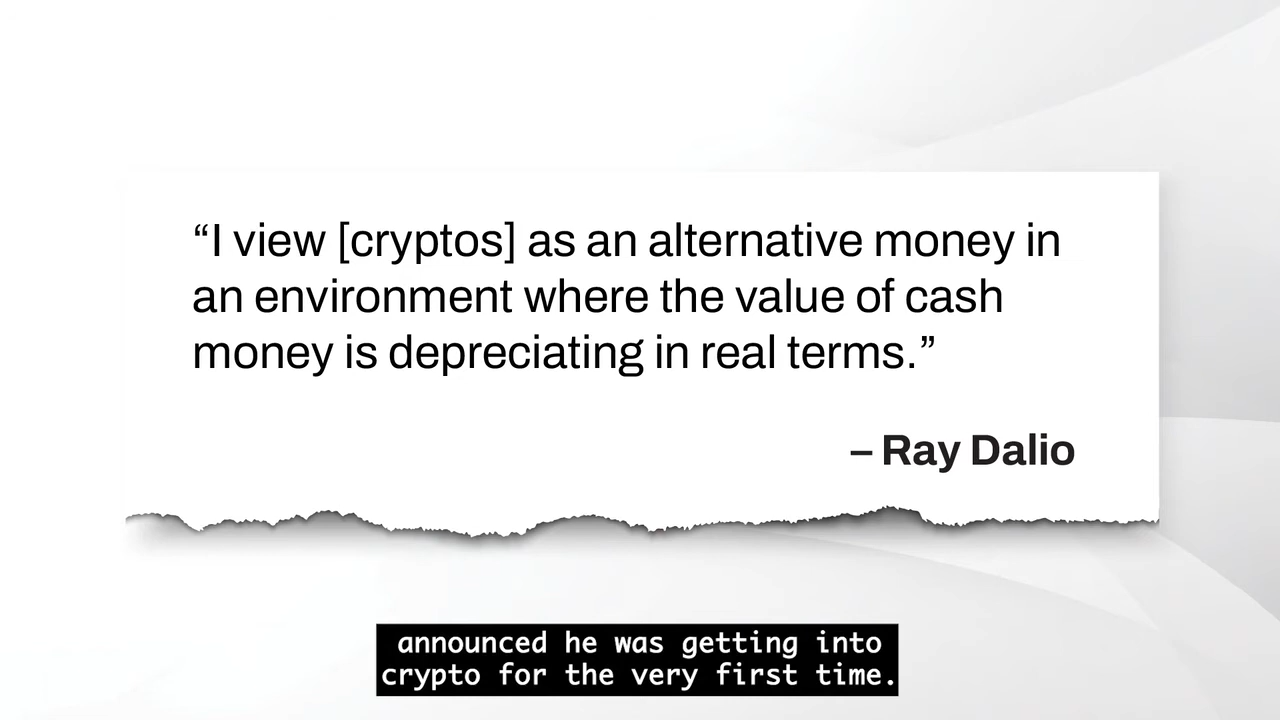 “I view [cryptos] as an alternative money in
an environment where the value of cash
money is depreciating in real terms.”
– Ray Dalio
announced he was getting into
crypto for the very first time.